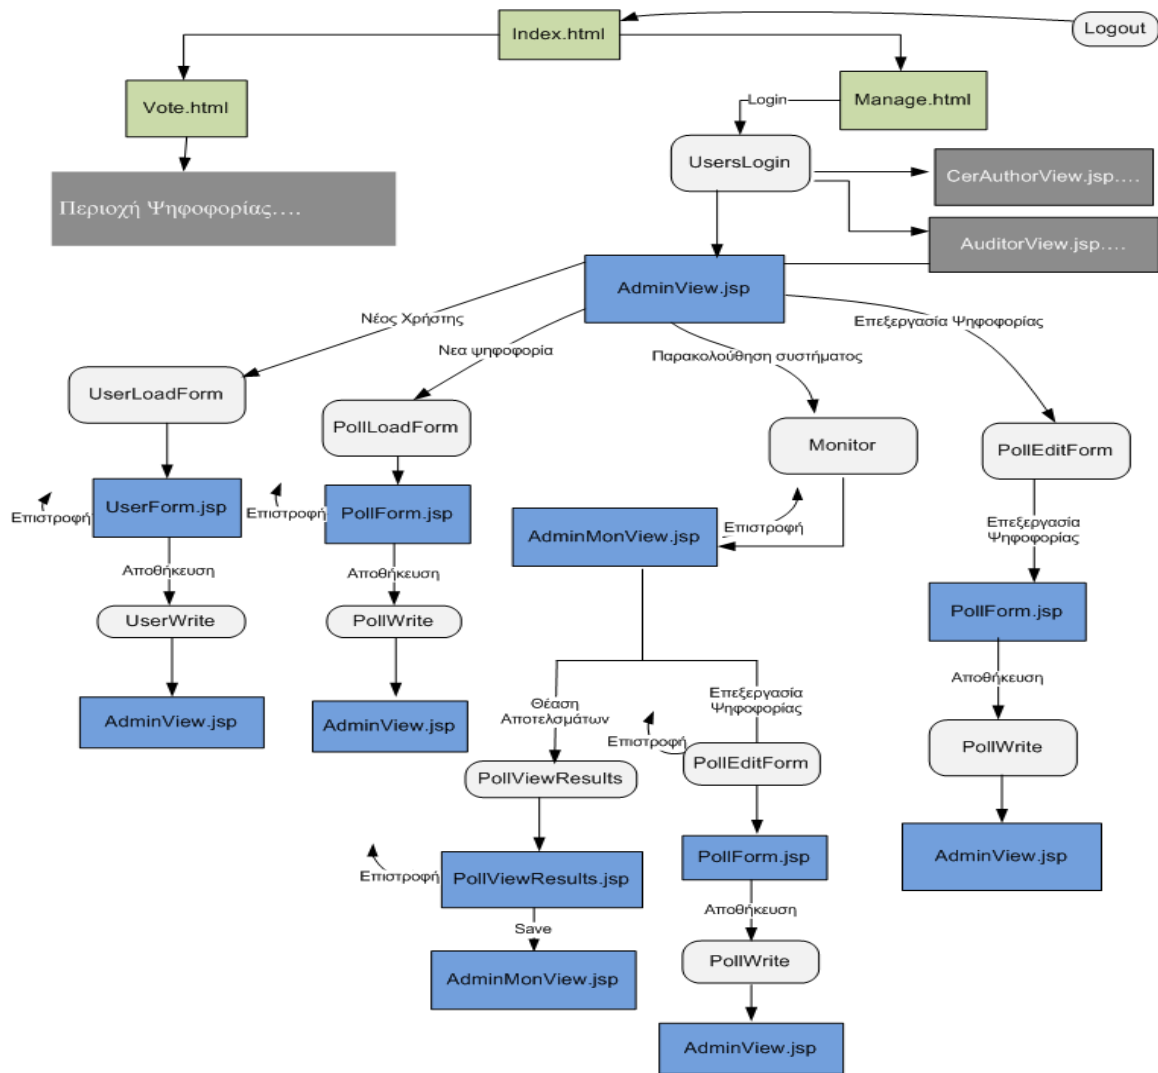 Index.html
Logout
Vote.html
Login
Manage.html
UsersLogin
CerAuthorView.jsp....
Περιοχή Ψηφοφορίας....
AuditorView.jsp....
AdminView.jsp
Νέος Χρήστης
Νεα ψηφοφορία
Παρακολούθηση συστήματος
Επεξεργασία Ψηφοφορίας
UserLoadForm
PollLoadForm
Monitor
PollEditForm
UserForm.jsp
Επιστροφή
PollForm.jsp
Επιστροφή
AdminMonView.jsp
Επιστροφή
Επεξεργασία
Ψηφοφορίας
Αποθήκευση
Αποθήκευση
PollForm.jsp
UserWrite
PollWrite
Αποθήκευση
AdminView.jsp
AdminView.jsp
Θέαση
Αποτελσμάτων
Επεξεργασία
Ψηφοφορίας
Επιστροφή
PollWrite
PollViewResults
PollEditForm
AdminView.jsp
Επιστροφή
PollViewResults.jsp
PollForm.jsp
Save
Αποθήκευση
AdminMonView.jsp
PollWrite
AdminView.jsp